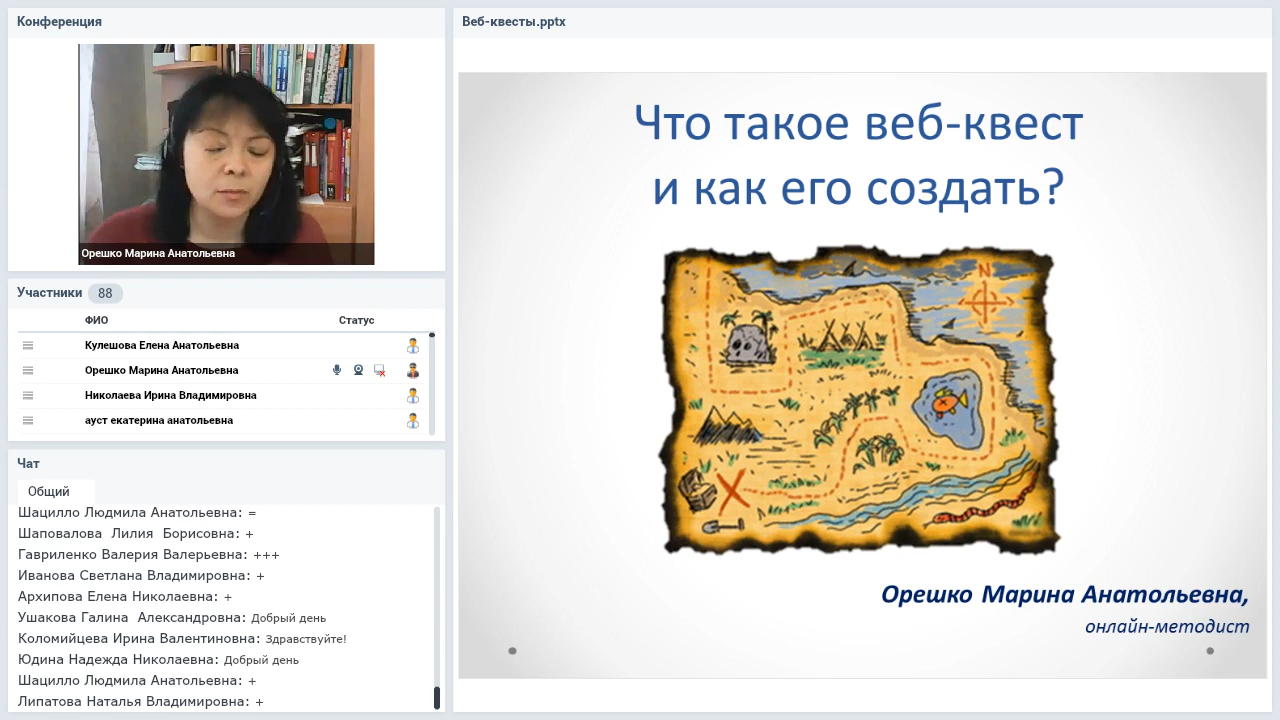 Конференция
Орешко Марина Анатольевна
Участники 88
ФИО Статус
Кулешова Елена Анатольевна
Орешко Марина Анатольевна
Николаева Ирина Владимировна
ауст екатерина анатольевна
Чат
Общий
Шацилло Людмила Анатольевна: =
Шаповалова Лилия Борисовна: +
Гавриленко Валерия Валерьевна: +++
Иванова Светлана Владимировна: +
Архипова Елена Николаевна: +
Ушакова Галина Александровна: Добрый день
Коломийцева Ирина Валентиновна: Здравствуйте!
Юдина Надежда Николаевна: Добрый день
Шацилло Людмила Анатольевна: +
Липатова Наталья Владимировна: +
Веб-квесты.pptx
Что такое веб-квест
и как его создать?
N
Орешко Марина Анатольевна,
онлайн-методист